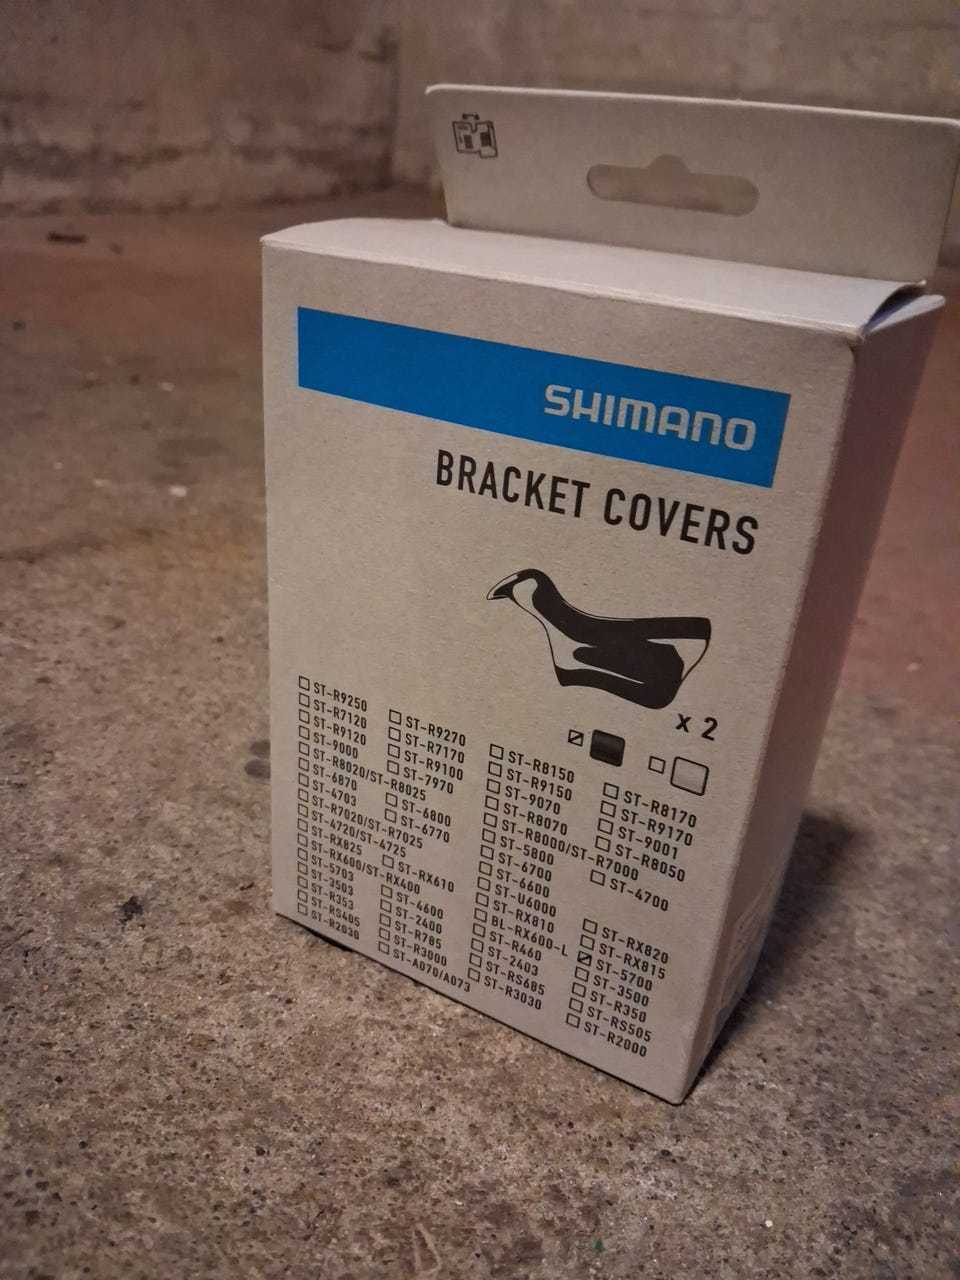 SHIMANO
BRACKET COVERS
x 2
ST-R9250 ST-R9270 ST-R8150 ST-R8170
ST-R7120 ST-R7170 ST-R9150 ST-R9170
ST-R9120 ST-R9100 ST-9070 ST-9001
ST-9000 ST-7970 ST-R8070 ST-R8050
ST-R8020/ST-R8025 ST-R8000/ST-R7000
ST-6870 ST-6800 ST-5800 ST-4700
ST-4703 ST-6770 ST-6700
ST-R7020/ST-R7025 ST-6600
ST-4720/ST-4725 ST-U6000
ST-RX825 ST-RX610 ST-RX810 ST-RX820
ST-RX600/ST-RX400 BL-RX600-L ST-RX815
ST-5703 ST-4600 ST-R460 ST-5700
ST-3503 ST-2400 ST-2403 ST-3500
ST-R353 ST-R785 ST-RS685 ST-R350
ST-RS405 ST-R3000 ST-R3030 ST-RS505
ST-R2030 ST-A070/A073 ST-R2000